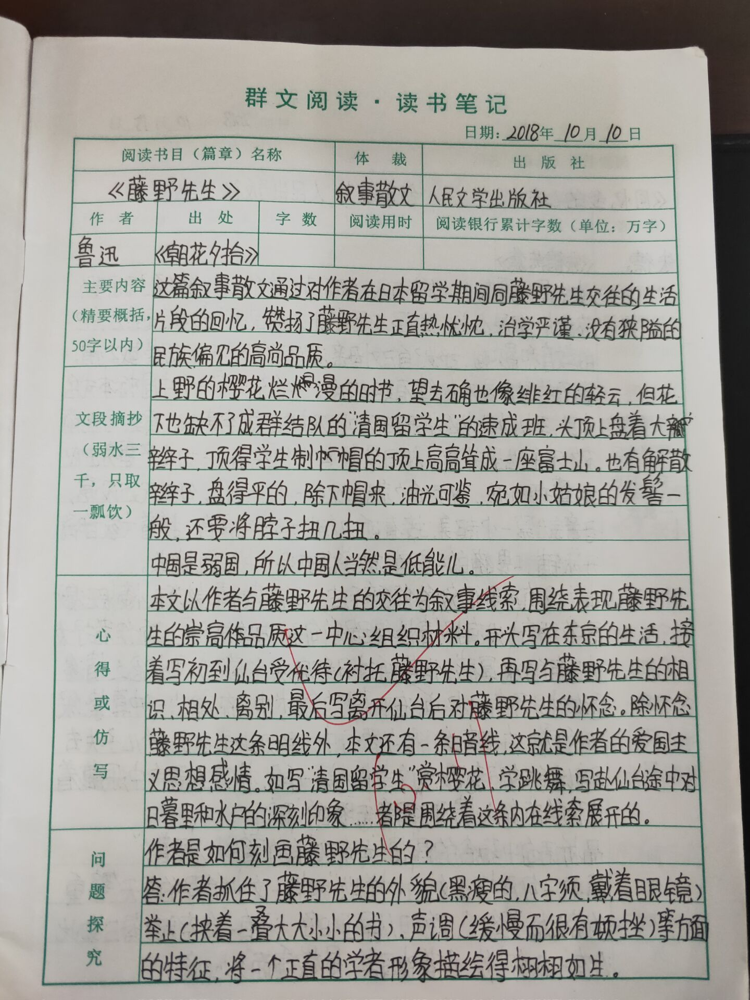 群文阅读·读书笔记
日期：2018年10月10日
阅读书目（篇章）名称 体裁 出版社
《藤野先生》 叙事散文 人民文学出版社
作者 出处 字数 阅读用时 阅读银行累计字数（单位：万字）
鲁迅 《朝花夕拾》
主要内容
（精要概括，
50字以内）
这篇叙事散文通过对作者在日本留学期间同藤野先生交往的生活
片段的回忆，赞扬了藤野先生正直热忱，治学严谨、没有狭隘的
民族偏见的高尚品质。
文段摘抄
（弱水三
千，只取
一瓢饮）
上野的樱花烂漫的时节，望去确也像绯红的轻云，但花
下也缺不了成群结队的“清国留学生”的速成班，头顶上盘着大
辫子，顶得学生制帽的顶上高高耸成一座富士山。也有解散
辫子，盘得平的，除下帽来，油光可鉴，宛如小姑娘的发髻一
般，还要将脖子扭几扭。
中国是弱国，所以中国人当然是低能儿。
心得或仿写
本文以作者与藤野先生的交往为叙事线索，围绕表现藤野先
生的崇高品质这一中心组织材料。开头写在东京的生活，接
着写初到仙台受优待（衬托藤野先生），再写与藤野先生的相
识、相处、离别，最后写离开仙台后对藤野先生的怀念。除怀念
藤野先生这条明线外，本文还有一条暗线，这就是作者的爱国主
义思想感情。如写“清国留学生”赏樱花、学跳舞，写赴仙台途中对
日暮里和水户的深刻印象……都是围绕着这条内在线索展开的。
问题探究
作者是如何刻画藤野先生的？
答：作者抓住了藤野先生的外貌（黑瘦的，八字须，戴着眼镜）
举止（挟着一叠大大小小的书）、声调（缓慢而很有顿挫）等方面
的特征，将一个正直的学者形象描绘得栩栩如生。